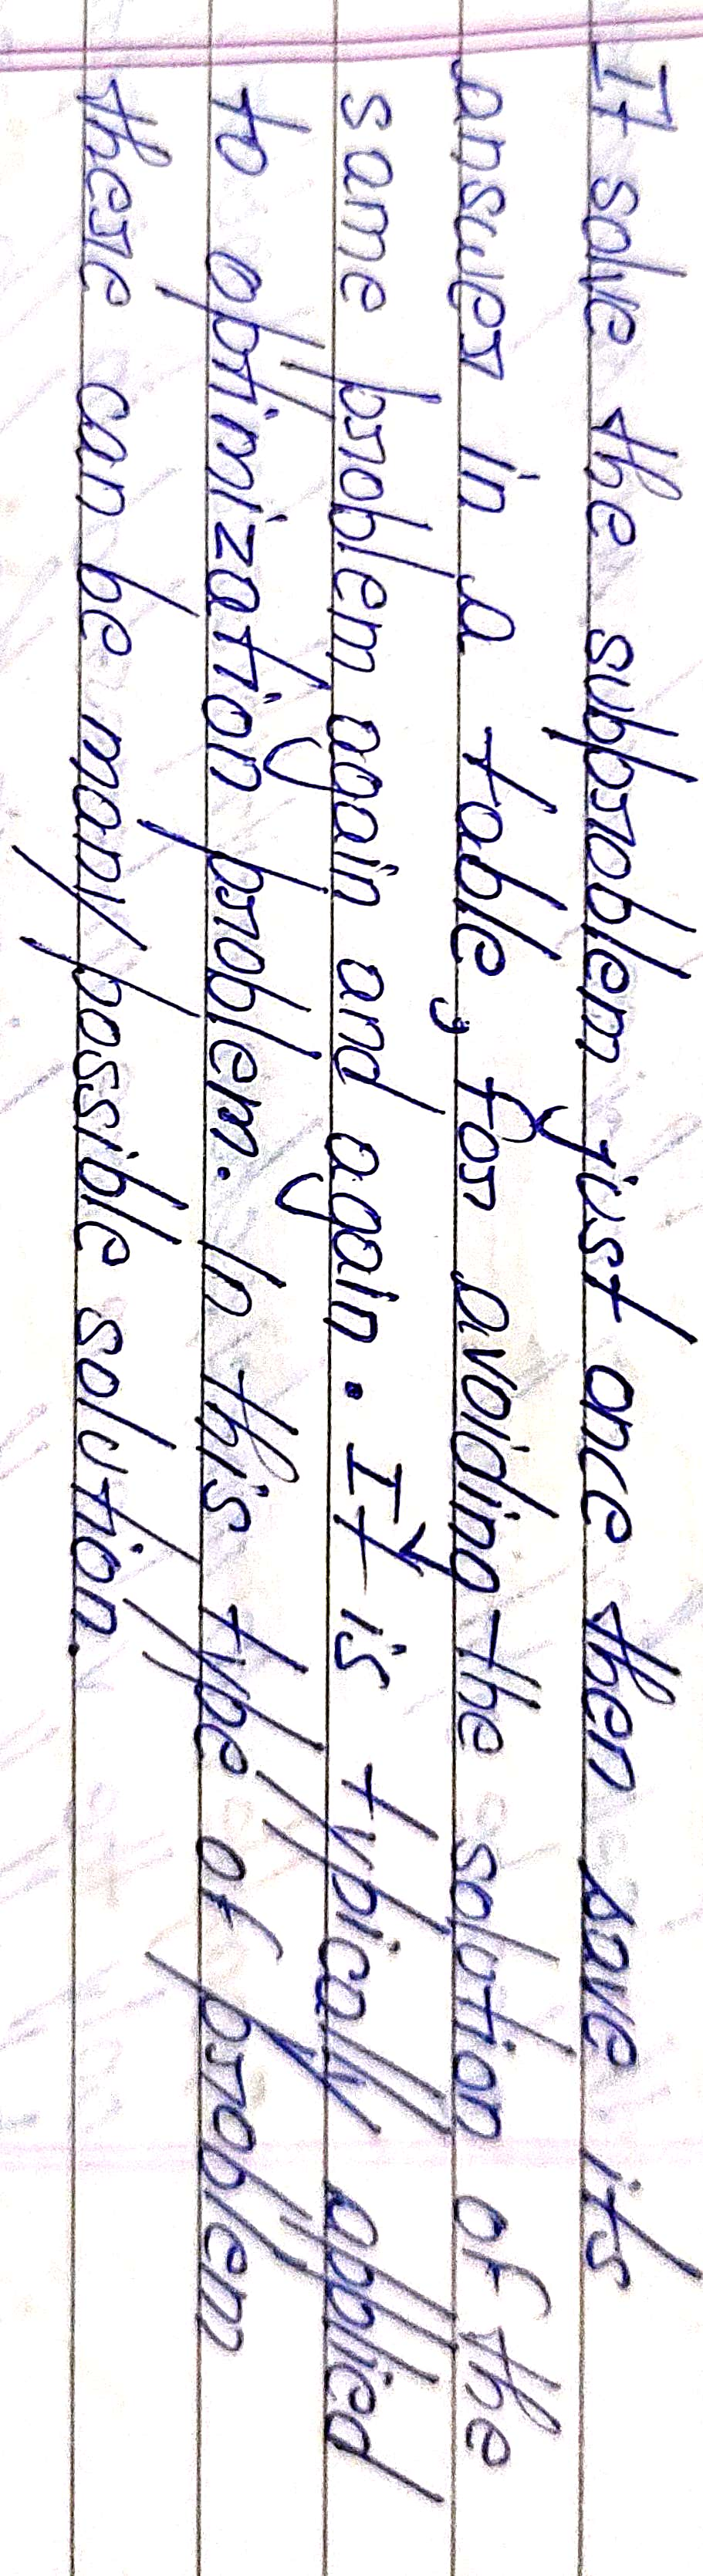 It solve the subproblem just once then save its
answer in a table, for avoiding the solution of the
same problem again and again. It is typically applied
to optimization problem. In this type of problem
there can be many possible solution.